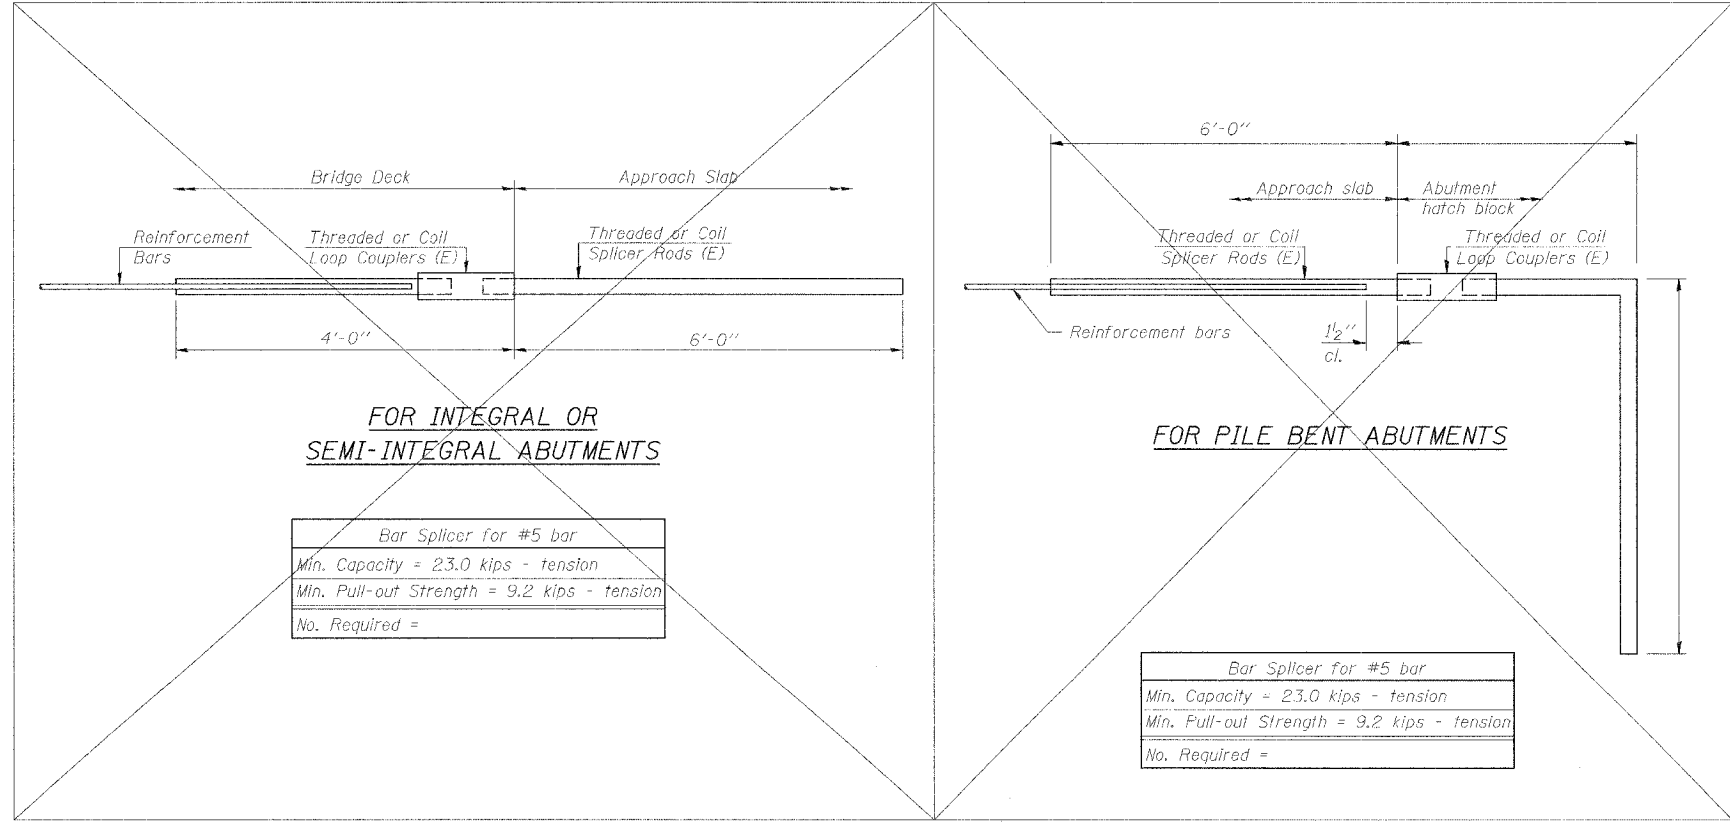 Bridge Deck
Approach Slab
Reinforcement
Bars
Threaded or Coil
Loop Couplers (E)
Threaded or Coil
Splicer Rods (E)
4'-0"
6'-0"
FOR INTEGRAL OR
SEMI-INTEGRAL ABUTMENTS
Bar Splicer for #5 bar
Min. Capacity = 23.0 kips - tension
Min. Pull-out Strength = 9.2 kips - tension
No. Required =
6'-0"
Approach slab
Abutment
hatch block
Threaded or Coil
Splicer Rods (E)
Threaded or Coil
Loop Couplers (E)
Reinforcement bars
1 1/2"
cl.
FOR PILE BENT ABUTMENTS
Bar Splicer for #5 bar
Min. Capacity = 23.0 kips - tension
Min. Pull-out Strength = 9.2 kips - tension
No. Required =